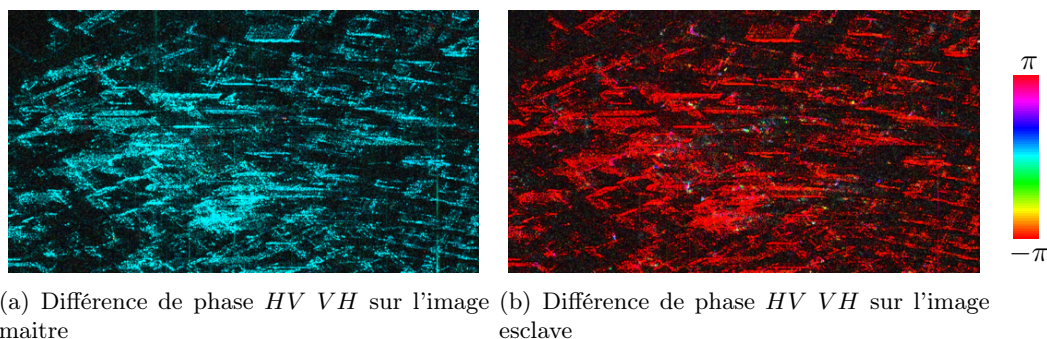 π
−π
(a) Différence de phase HV VH sur l'image
maitre
(b) Différence de phase HV VH sur l'image
esclave